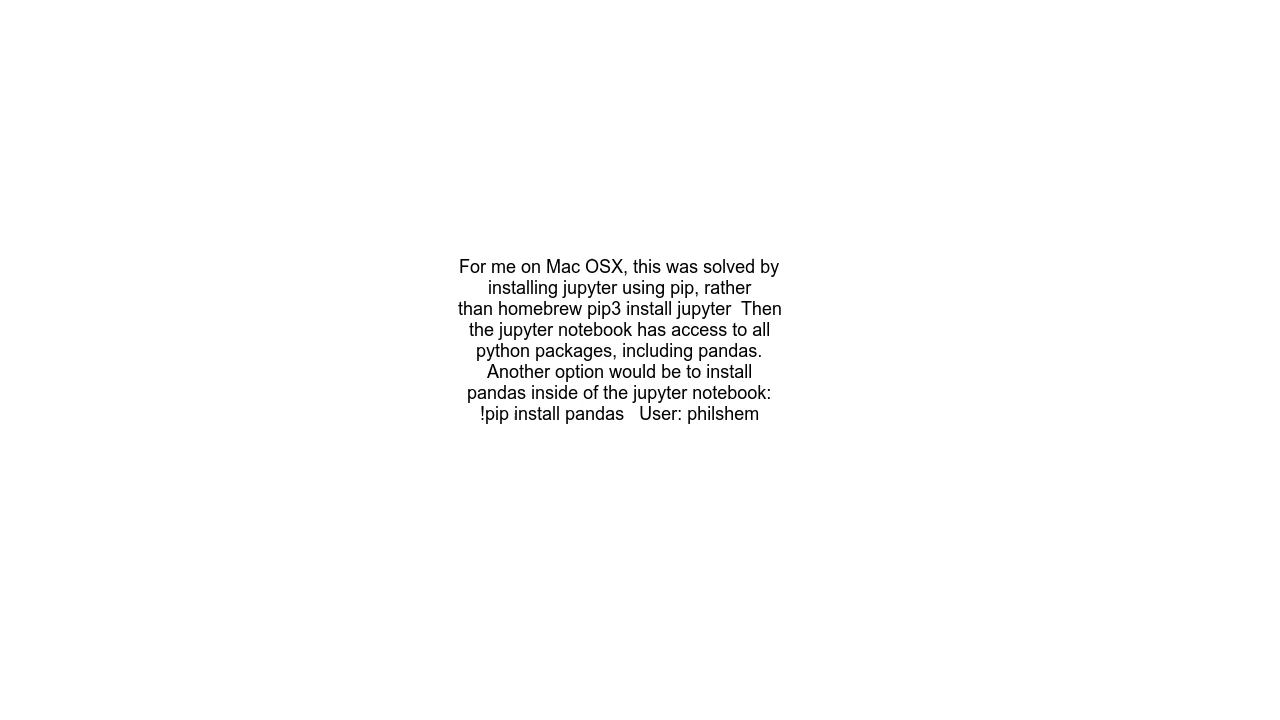 For me on Mac OSX, this was solved by
installing jupyter using pip, rather
than homebrew pip3 install jupyter  Then
the jupyter notebook has access to all
python packages, including pandas.
Another option would be to install
pandas inside of the jupyter notebook:
!pip install pandas   User: philshem